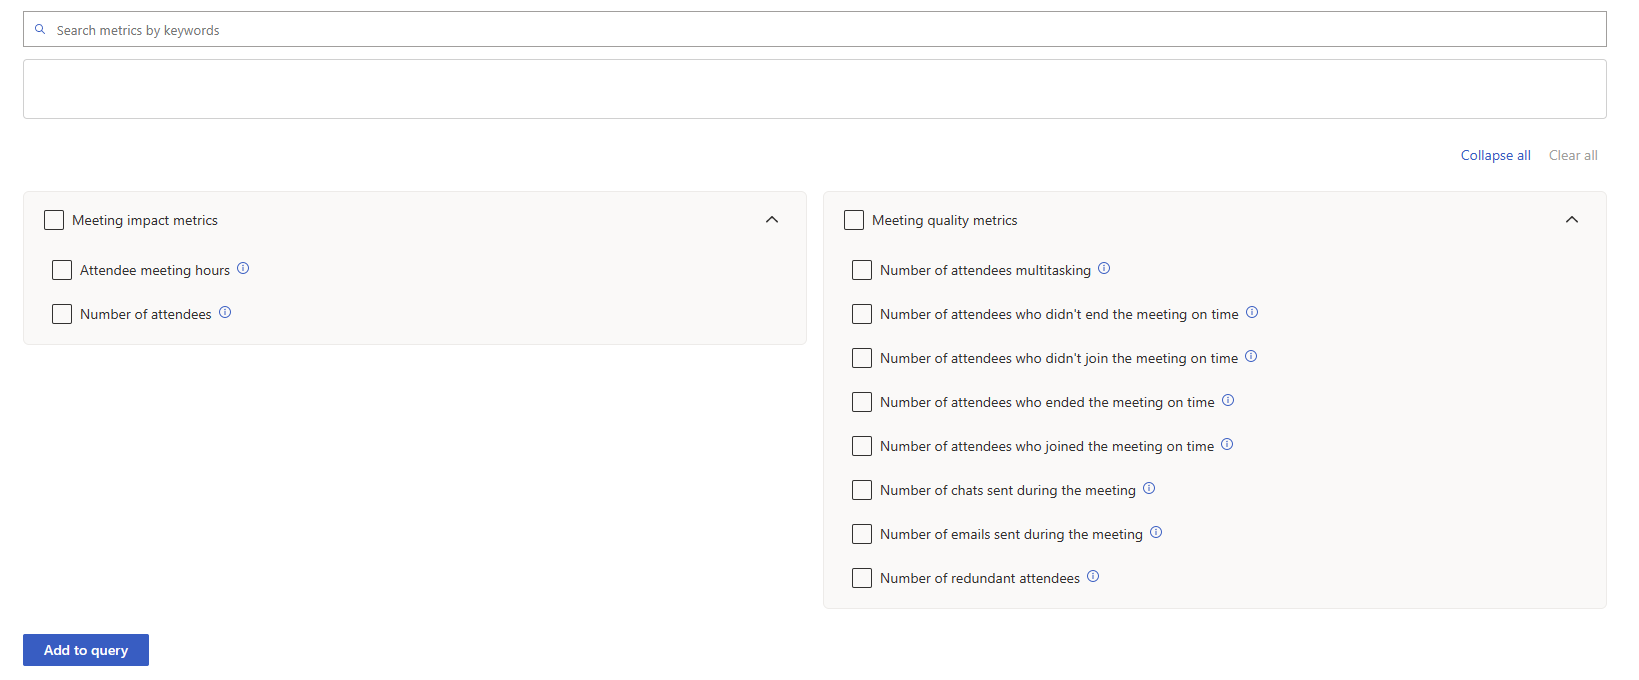 Search metrics by keywords
Collapse all
Clear all
Meeting impact metrics
Attendee meeting hours
Number of attendees
Meeting quality metrics
Number of attendees multitasking
Number of attendees who didn't end the meeting on time
Number of attendees who didn't join the meeting on time
Number of attendees who ended the meeting on time
Number of attendees who joined the meeting on time
Number of chats sent during the meeting
Number of emails sent during the meeting
Number of redundant attendees
Add to query